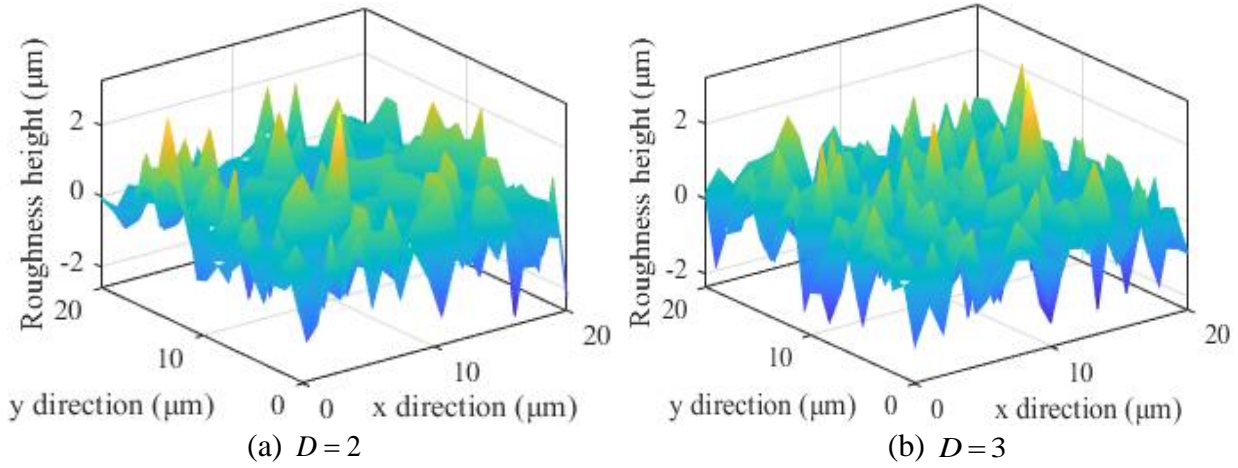 Roughness height (μm)
2
0
-2
20
10
0
y direction (μm)
0
10
20
x direction (μm)
(a) D = 2
Roughness height (μm)
2
0
-2
20
10
0
y direction (μm)
0
10
20
x direction (μm)
(b) D = 3